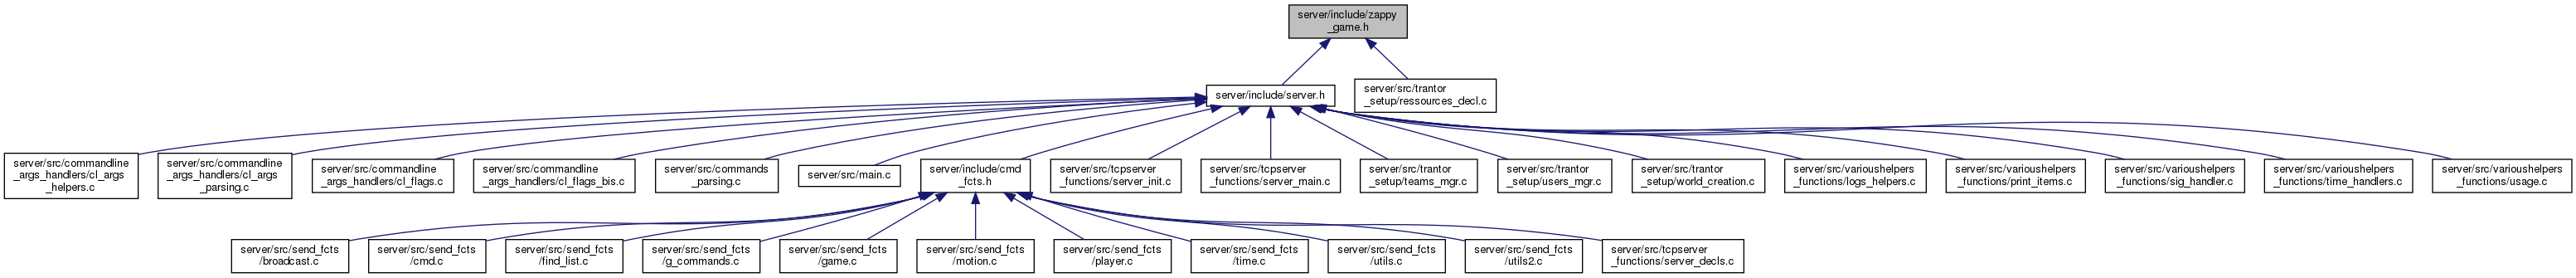 server/include/zappy
_game.h
server/include/server.h
server/src/trantor
_setup/ressources_decl.c
server/src/commandline
_args_handlers/cl_args
_helpers.c
server/src/commandline
_args_handlers/cl_args
_parsing.c
server/src/commandline
_args_handlers/cl_flags.c
server/src/commandline
_args_handlers/cl_flags_bis.c
server/src/commands
_parsing.c
server/src/main.c
server/include/cmd
_fcts.h
server/src/tcpserver
_functions/server_init.c
server/src/tcpserver
_functions/server_main.c
server/src/trantor
_setup/teams_mgr.c
server/src/trantor
_setup/users_mgr.c
server/src/trantor
_setup/world_creation.c
server/src/varioushelpers
_functions/logs_helpers.c
server/src/varioushelpers
_functions/print_items.c
server/src/varioushelpers
_functions/sig_handler.c
server/src/varioushelpers
_functions/time_handlers.c
server/src/varioushelpers
_functions/usage.c
server/src/send_fcts
/broadcast.c
server/src/send_fcts
/cmd.c
server/src/send_fcts
/find_list.c
server/src/send_fcts
/g_commands.c
server/src/send_fcts
/game.c
server/src/send_fcts
/motion.c
server/src/send_fcts
/player.c
server/src/send_fcts
/time.c
server/src/send_fcts
/utils.c
server/src/send_fcts
/utils2.c
server/src/tcpserver
_functions/server_decls.c